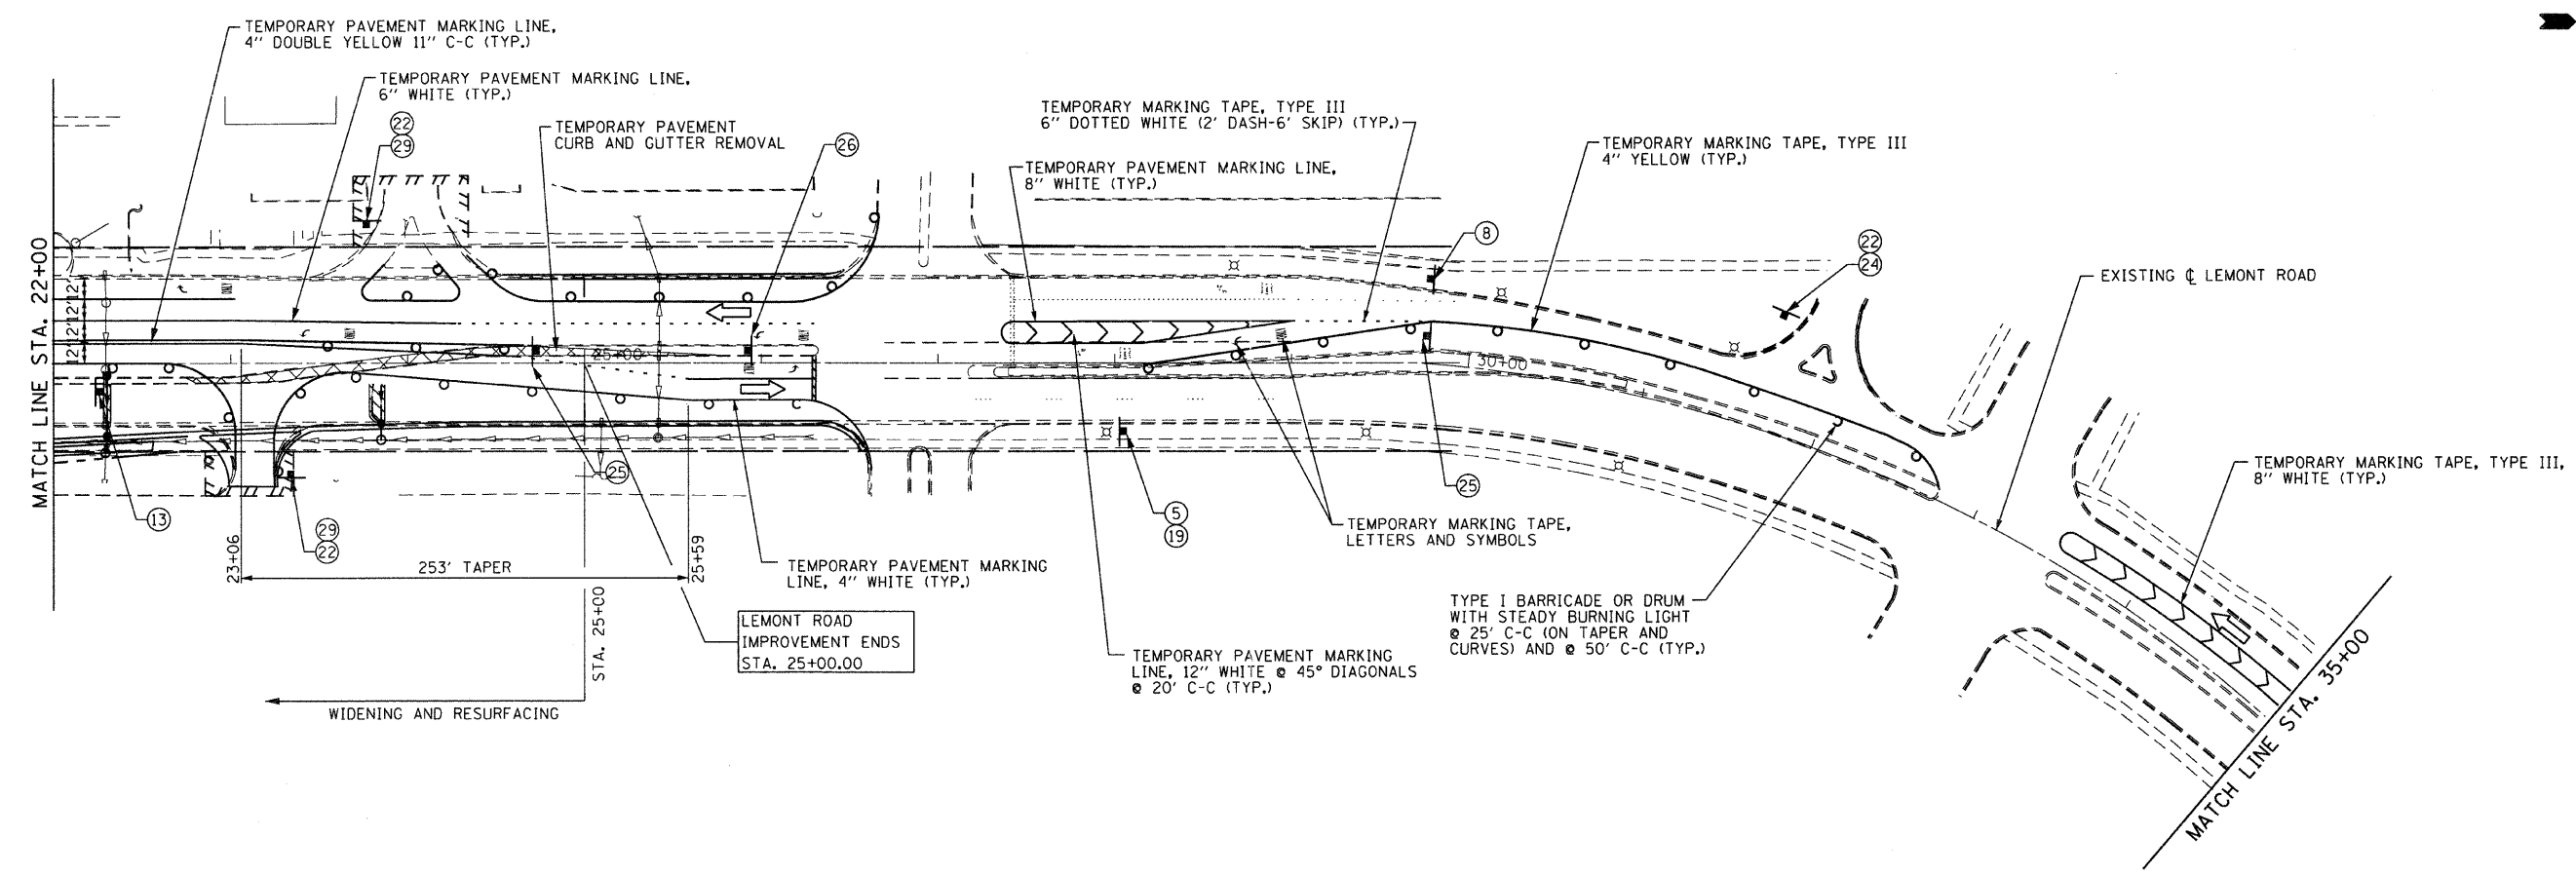 TEMPORARY PAVEMENT MARKING LINE,
4" DOUBLE YELLOW 11" C-C (TYP.)
TEMPORARY PAVEMENT MARKING LINE,
6" WHITE (TYP.)
22
29
TEMPORARY PAVEMENT
CURB AND GUTTER REMOVAL
26
TEMPORARY MARKING TAPE, TYPE III
6" DOTTED WHITE (2' DASH-6' SKIP) (TYP.)
TEMPORARY PAVEMENT MARKING LINE,
8" WHITE (TYP.)
TEMPORARY MARKING TAPE, TYPE III
4" YELLOW (TYP.)
8
22
24
EXISTING ℄ LEMONT ROAD
MATCH LINE STA. 22+00
12'
12'
12'
12'
25+00
30+00
13
29
22
25
23+06
253' TAPER
25+59
STA. 25+00
WIDENING AND RESURFACING
TEMPORARY PAVEMENT MARKING
LINE, 4" WHITE (TYP.)
LEMONT ROAD
IMPROVEMENT ENDS
STA. 25+00.00
5
19
25
TEMPORARY MARKING TAPE,
LETTERS AND SYMBOLS
TEMPORARY PAVEMENT MARKING
LINE, 12" WHITE @ 45° DIAGONALS
@ 20' C-C (TYP.)
TYPE I BARRICADE OR DRUM
WITH STEADY BURNING LIGHT
@ 25' C-C (ON TAPER AND
CURVES) AND @ 50' C-C (TYP.)
TEMPORARY MARKING TAPE, TYPE III,
8" WHITE (TYP.)
MATCH LINE STA. 35+00